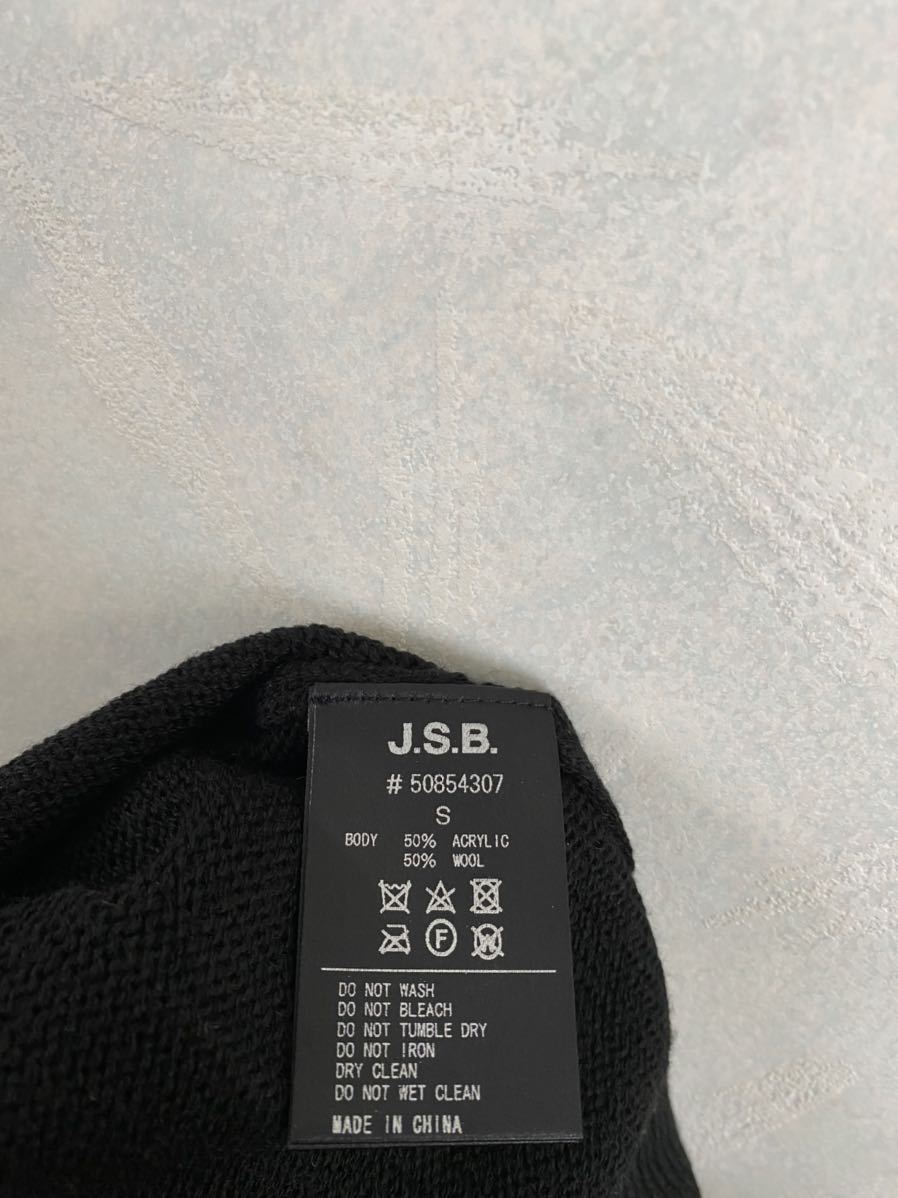 J.S.B.
# 50854307
S
BODY 50% ACRYLIC
50% WOOL
F
W
DO NOT WASH
DO NOT BLEACH
DO NOT TUMBLE DRY
DO NOT IRON
DRY CLEAN
DO NOT WET CLEAN
MADE IN CHINA